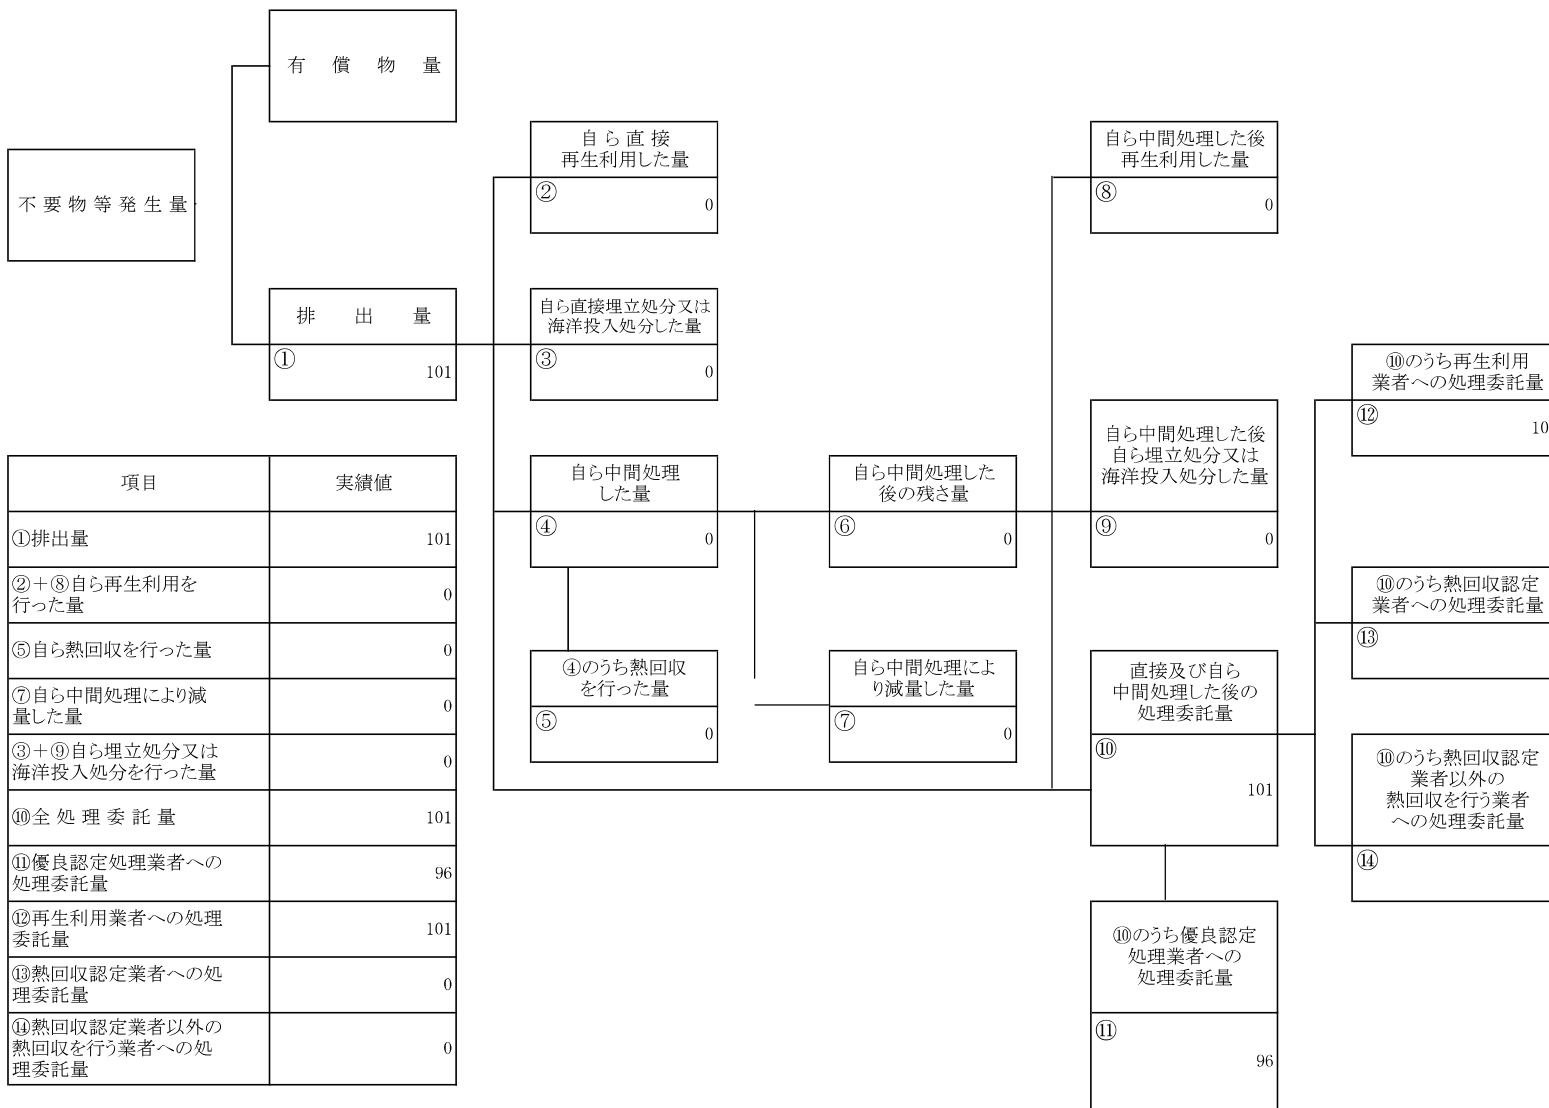 有償物量
不要物等発生量
排出量
①
101
自ら直接
再生利用した量
②
0
自ら直接埋立処分又は
海洋投入処分した量
③
0
自ら中間処理
した量
④
0
④のうち熱回収
を行った量
⑤
0
自ら中間処理した
後の残さ量
⑥
0
自ら中間処理によ
り減量した量
⑦
0
自ら中間処理した後
再生利用した量
⑧
0
自ら中間処理した後
自ら埋立処分又は
海洋投入処分した量
⑨
0
直接及び自ら
中間処理した後の
処理委託量
⑩
101
⑩のうち優良認定
処理業者への
処理委託量
⑪
96
⑩のうち再生利用
業者への処理委託量
⑫
10
⑩のうち熱回収認定
業者への処理委託量
⑬
⑩のうち熱回収認定
業者以外の
熱回収を行う業者
への処理委託量
⑭
項目 実績値
①排出量 101
②+⑧自ら再生利用を
行った量 0
⑤自ら熱回収を行った量 0
⑦自ら中間処理により減
量した量 0
③+⑨自ら埋立処分又は
海洋投入処分を行った量 0
⑩全処理委託量 101
⑪優良認定処理業者への
処理委託量 96
⑫再生利用業者への処理
委託量 101
⑬熱回収認定業者への処
理委託量 0
⑭熱回収認定業者以外の
熱回収を行う業者への処
理委託量 0